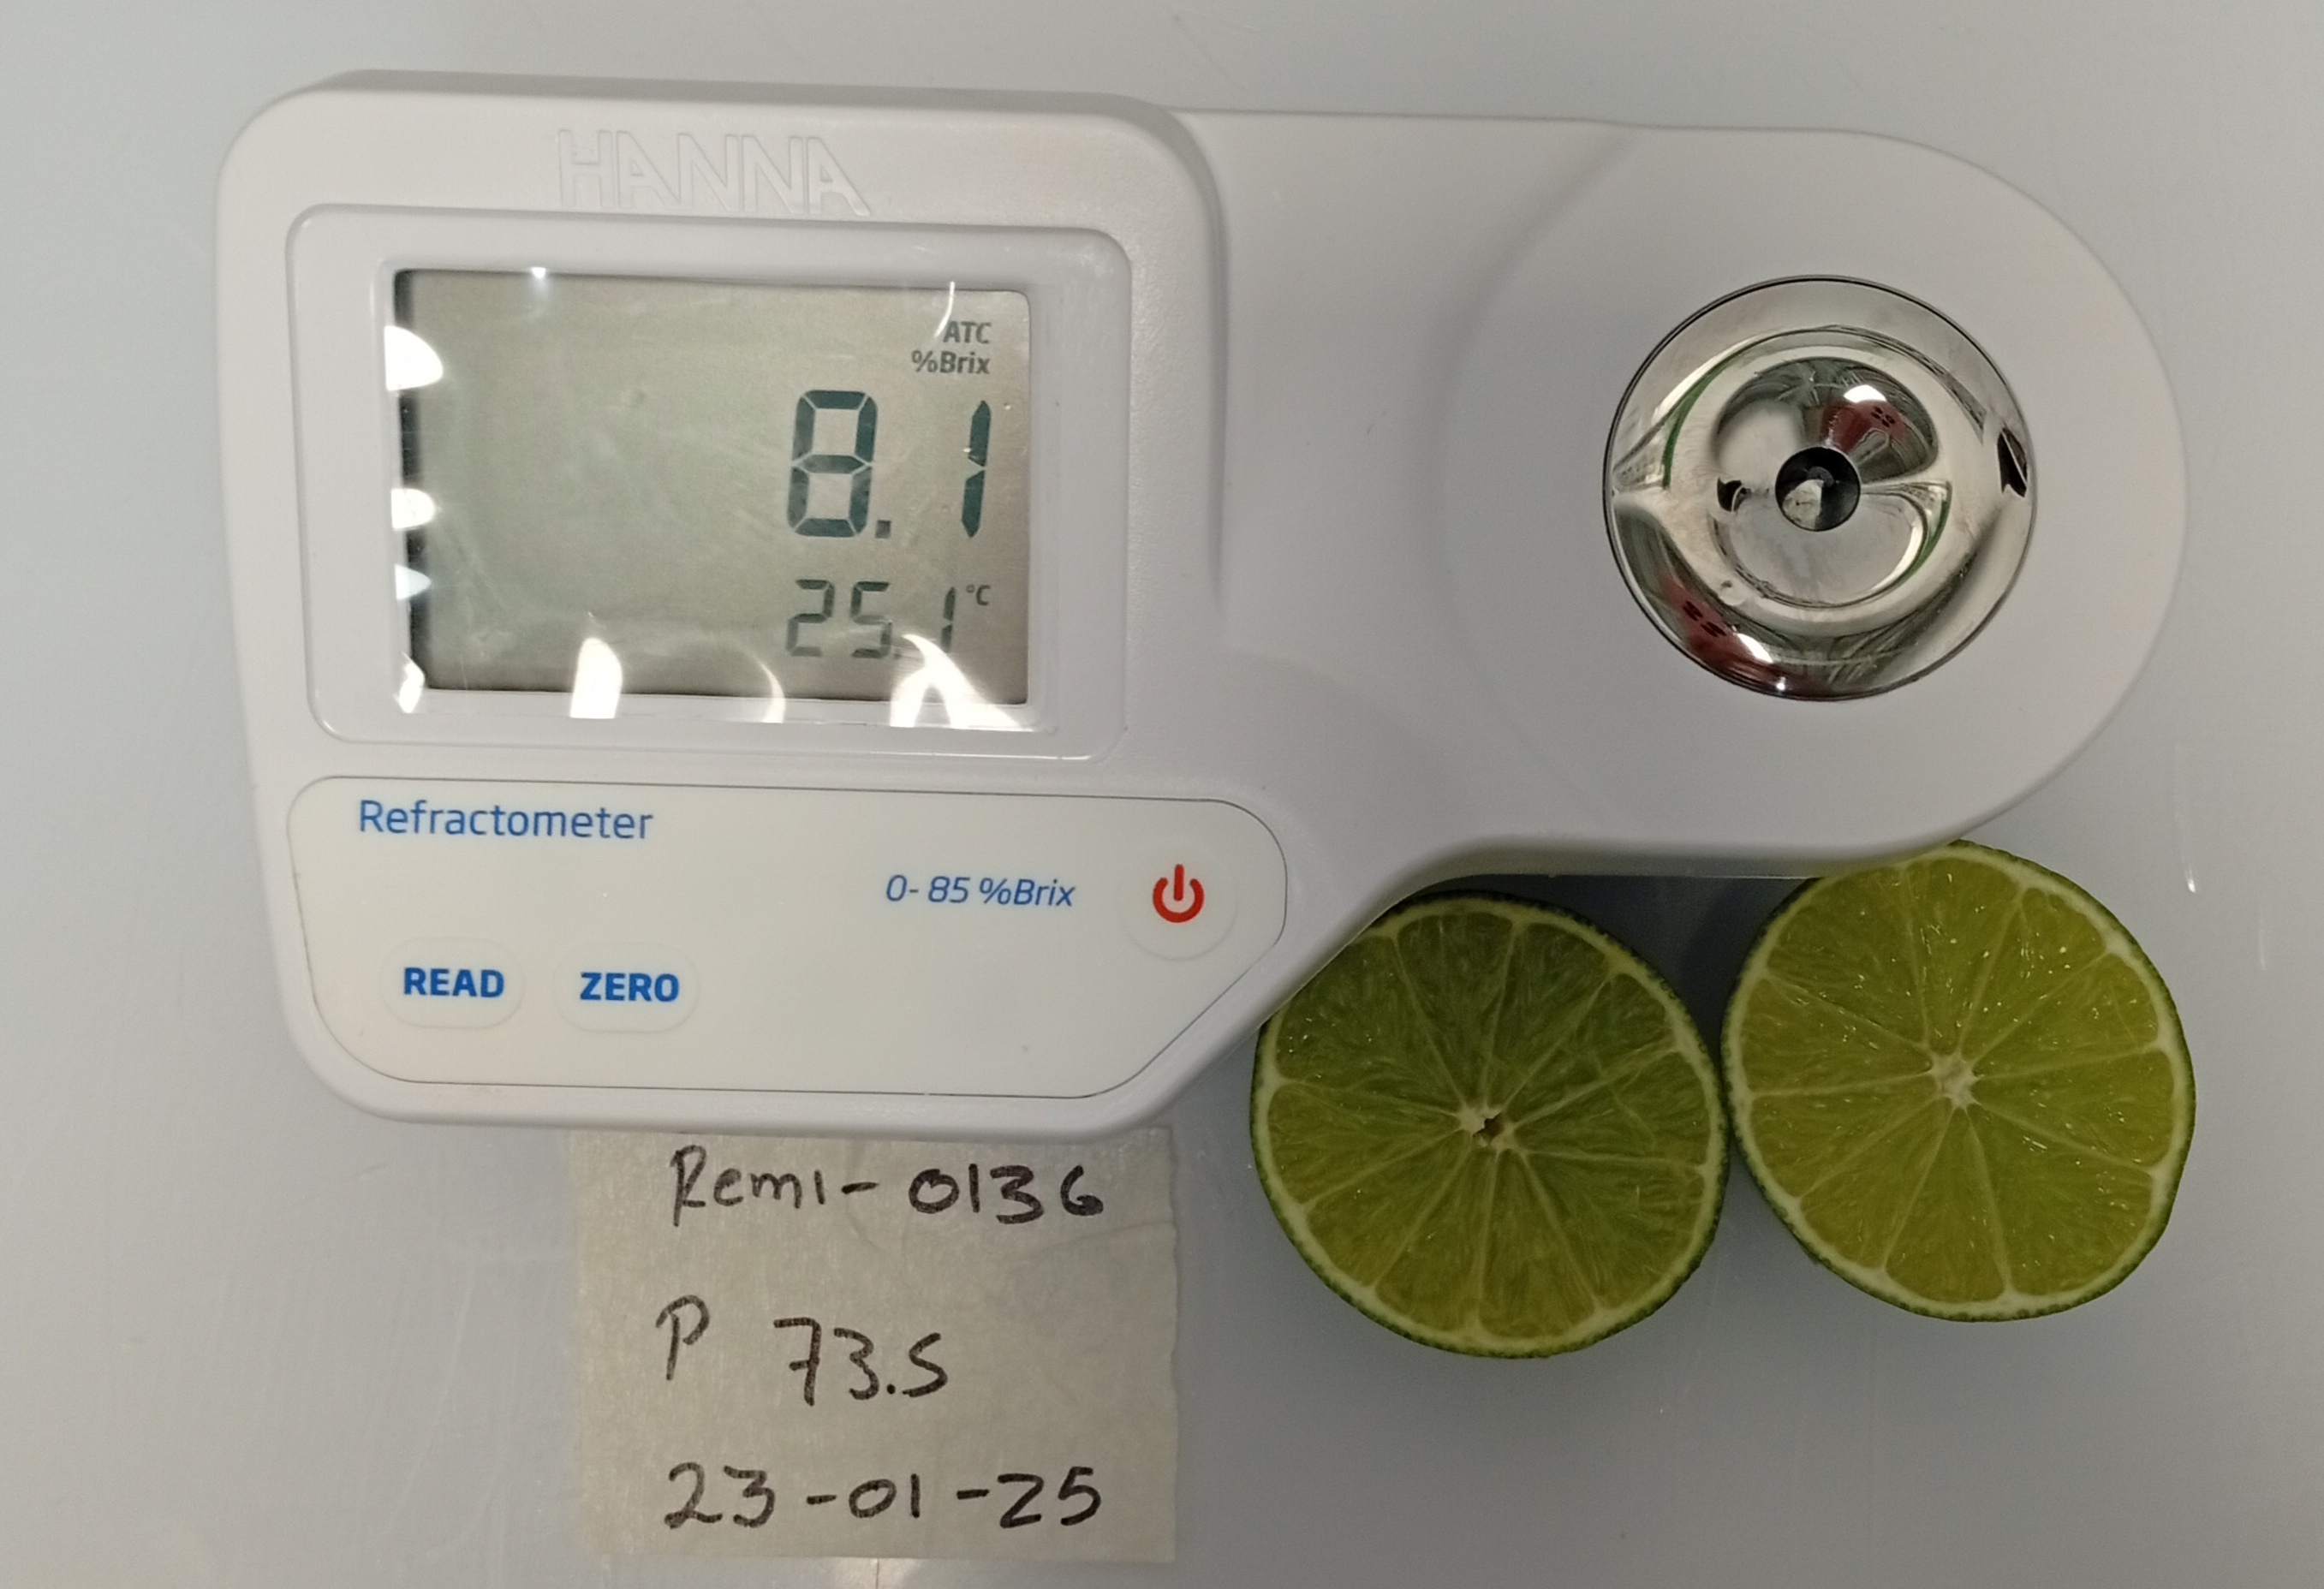 HANNA
ATC
%Brix
8.1
25.1 °C
Refractometer
0- 85 %Brix
READ ZERO
Remi- 0136
P 73.5
23-01-25